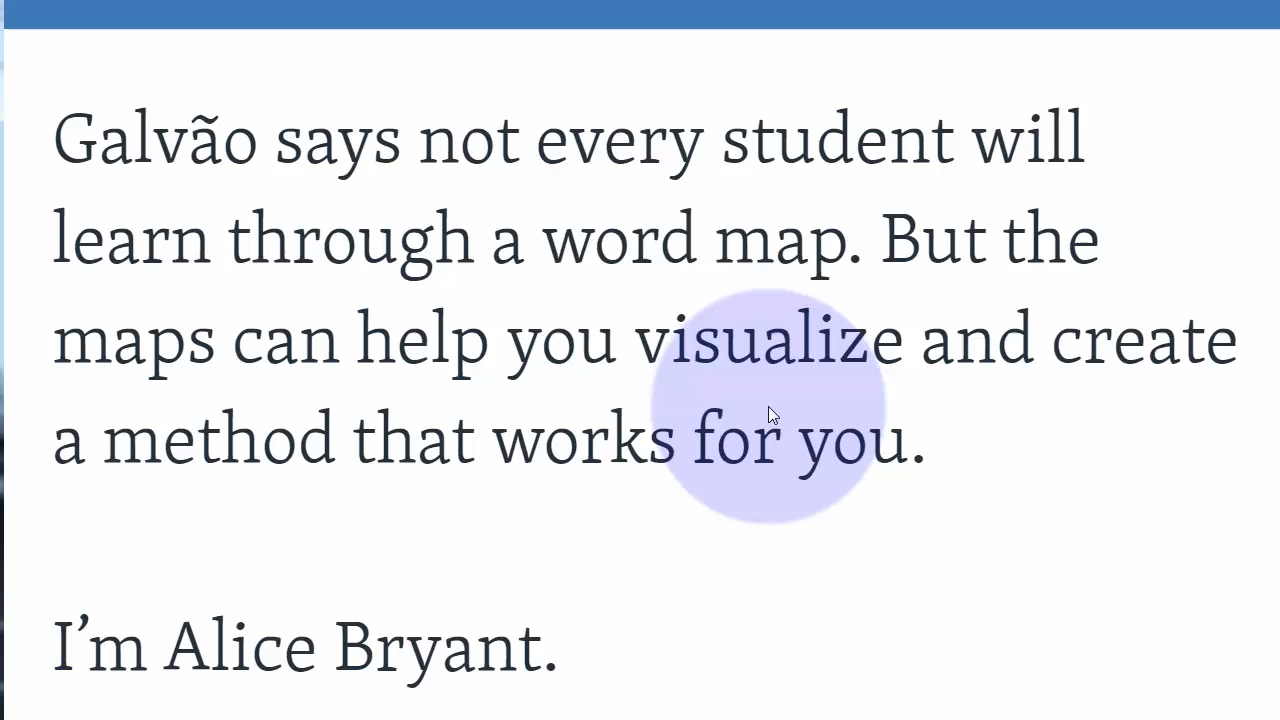 Galvão says not every student will
learn through a word map. But the
maps can help you visualize and create
a method that works for you.
I’m Alice Bryant.